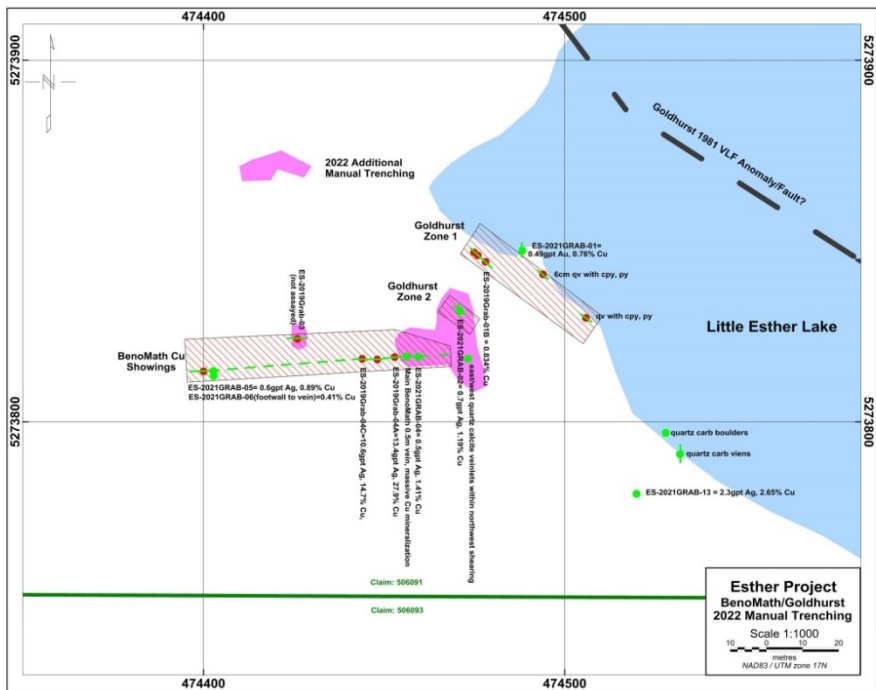 474400
474500
5273900
5273900
N
Goldhurst 1981 VLF Anomaly/Fault?
2022 Additional
Manual Trenching
Goldhurst
Zone 1
ES-2021GRAB-01=
0.49gpt Au, 0.76% Cu
6cm qv with cpy, py
qv with cpy, py
Goldhurst
Zone 2
ES-2019Grab-03
(not assayed)
Little Esther Lake
BenoMath Cu
Showings
ES-2021GRAB-05= 0.6gpt Ag, 0.89% Cu
ES-2021GRAB-06(footwall to vein)=0.41% Cu
ES-2019Grab-04C=10.6gpt Ag, 14.7% Cu,
ES-2019Grab-04A=13.4gpt Ag, 27.9% Cu
Main BenoMath 0.5m vein, massive Cu mineralization
ES-2021GRAB-04= 0.5gpt Ag, 1.41% Cu
ES-2021GRAB-02= 0.7gpt Ag, 1.19% Cu
east/west quartz calcite veinlets within northwest shearing
ES-2019Grab-01B = 0.834% Cu
5273800
5273800
quartz carb boulders
quartz carb viens
ES-2021GRAB-13 = 2.3gpt Ag, 2.65% Cu
Claim: 506091
Claim: 506093
Esther Project
BenoMath/Goldhurst
2022 Manual Trenching
Scale 1:1000
10 0 10 20
metres
NAD83 / UTM zone 17N
474400
474500